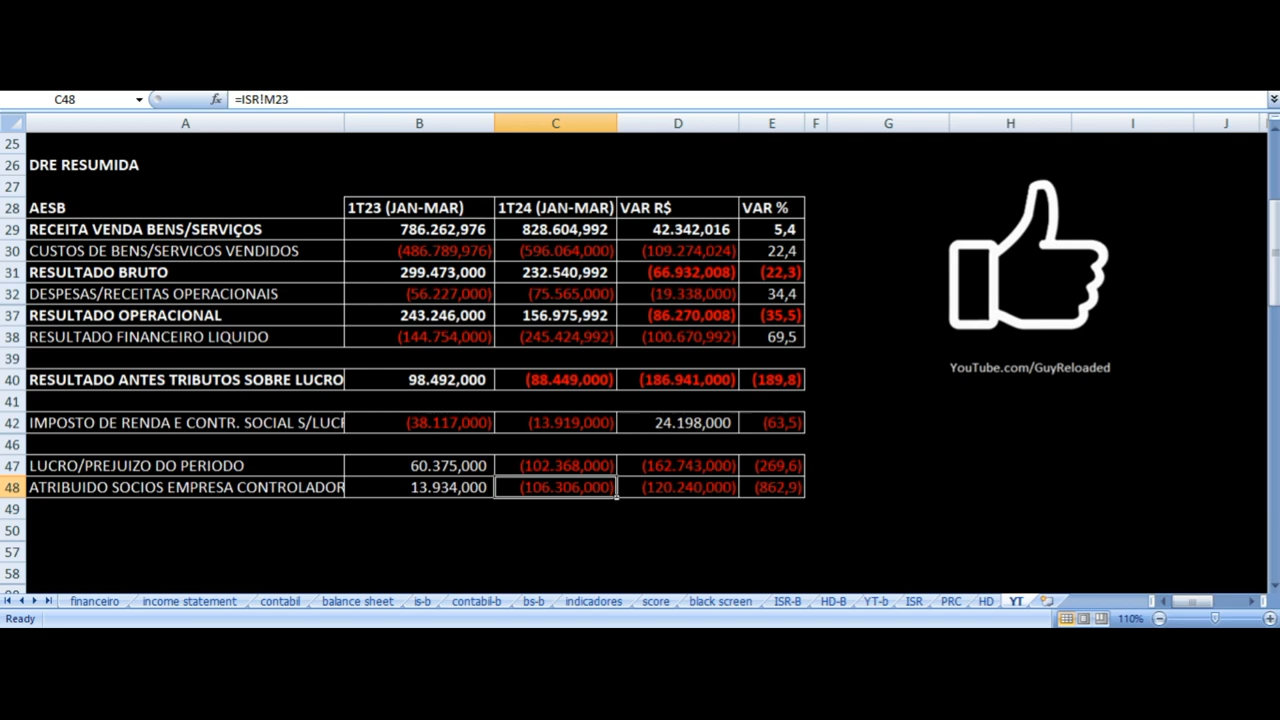 C48 fx =ISR!M23
A B C D E F G H I J
25
26 DRE RESUMIDA
27
28 AESB 1T23 (JAN-MAR) 1T24 (JAN-MAR) VAR R$ VAR %
29 RECEITA VENDA BENS/SERVIÇOS 786.262,976 828.604,992 42.342,016 5,4
30 CUSTOS DE BENS/SERVICOS VENDIDOS (486.789,976) (596.064,000) (109.274,024) 22,4
31 RESULTADO BRUTO 299.473,000 232.540,992 (66.932,008) (22,3)
32 DESPESAS/RECEITAS OPERACIONAIS (56.227,000) (75.565,000) (19.338,000) 34,4
37 RESULTADO OPERACIONAL 243.246,000 156.975,992 (86.270,008) (35,5)
38 RESULTADO FINANCEIRO LIQUIDO (144.754,000) (245.424,992) (100.670,992) 69,5
39
40 RESULTADO ANTES TRIBUTOS SOBRE LUCRO 98.492,000 (88.449,000) (186.941,000) (189,8)
41
42 IMPOSTO DE RENDA E CONTR. SOCIAL S/LUCR (38.117,000) (13.919,000) 24.198,000 (63,5)
46
47 LUCRO/PREJUIZO DO PERIODO 60.375,000 (102.368,000) (162.743,000) (269,6)
48 ATRIBUIDO SOCIOS EMPRESA CONTROLADOR 13.934,000 (106.306,000) (120.240,000) (862,9)
49
50
57
58
YouTube.com/GuyReloaded
financeiro income statement contabil balance sheet is-b contabil-b bs-b indicadores score black screen ISR-B HD-B YT-b ISR PRC HD YT
Ready 110%